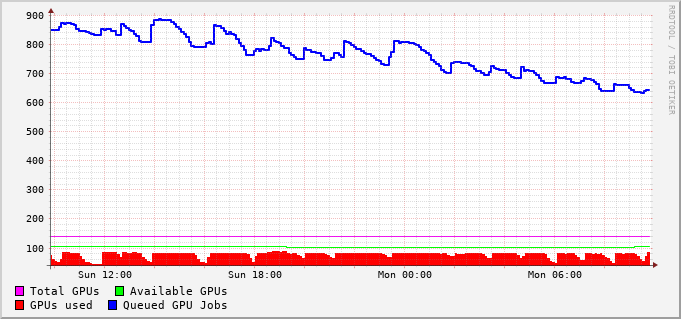 900
800
700
600
500
400
300
200
100
Sun 12:00 Sun 18:00 Mon 00:00 Mon 06:00
Total GPUs Available GPUs
GPUs used Queued GPU Jobs
RRDTOOL / TOBI OETIKER